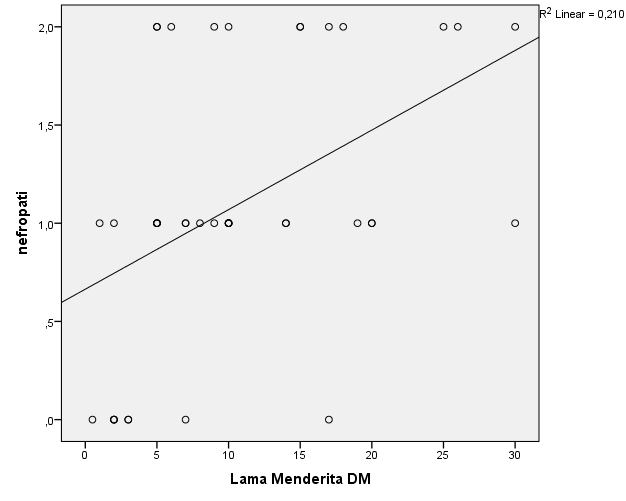 R² Linear = 0,210
2,0
1,5
1,0
,5
,0
nefropati
0 5 10 15 20 25 30
Lama Menderita DM